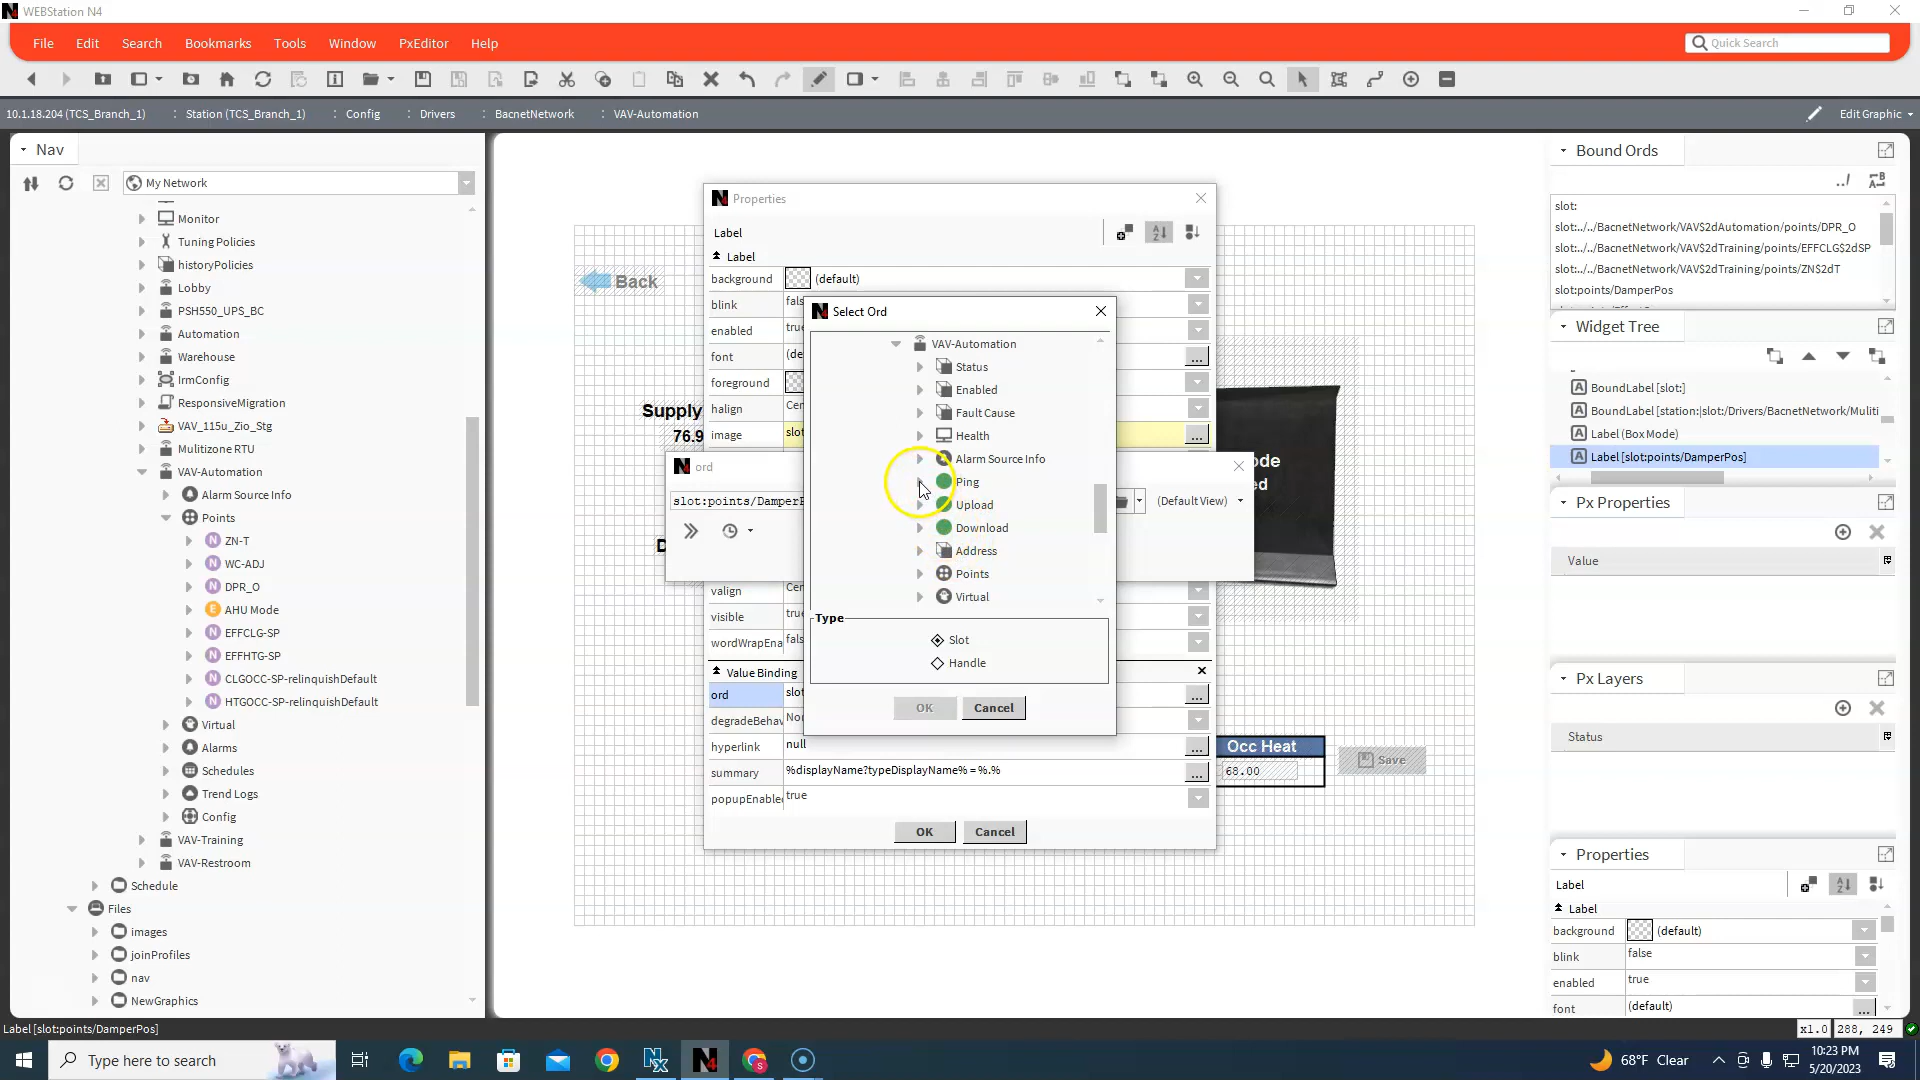 WEBStation N4
File Edit Search Bookmarks Tools Window PxEditor Help
Quick Search
10.1.18.204 (TCS_Branch_1) : Station (TCS_Branch_1) : Config : Drivers : BacnetNetwork : VAV-Automation
Edit Graphic
Nav
My Network
Monitor
Tuning Policies
historyPolicies
Lobby
PSH550_UPS_BC
Automation
Warehouse
IrmConfig
ResponsiveMigration
VAV_115u_Zio_Stg
Multizone RTU
VAV-Automation
Alarm Source Info
Points
ZN-T
WC-ADJ
DPR_O
AHU Mode
EFFCLG-SP
EFFHTG-SP
CLGOCC-SP-relinquishDefault
HTGOCC-SP-relinquishDefault
Virtual
Alarms
Schedules
Trend Logs
Config
VAV-Training
VAV-Restroom
Schedule
Files
images
joinProfiles
nav
NewGraphics
Back
Supply
76.9
Properties
Label
Label
background (default)
blink
enabled
font
foreground
halign
image
ord
slot:points/DamperP
(Default View)
valign
visible
wordWrapEna
Value Binding
ord
degradeBehav
hyperlink null
summary %displayName?typeDisplayName% = %.%
popupEnabled true
OK Cancel
Select Ord
VAV-Automation
Status
Enabled
Fault Cause
Health
Alarm Source Info
Ping
Upload
Download
Address
Points
Virtual
Type
Slot
Handle
OK Cancel
ode
ed
Occ Heat
68.00
Save
Bound Ords
slot:
slot:../../BacnetNetwork/VAV$2dAutomation/points/DPR_O
slot:../../BacnetNetwork/VAV$2dTraining/points/EFFCLG$2dSP
slot:../../BacnetNetwork/VAV$2dTraining/points/ZN$2dT
slot:points/DamperPos
Widget Tree
BoundLabel [slot:]
BoundLabel [station:|slot:/Drivers/BacnetNetwork/Multi
Label (Box Mode)
Label [slot:points/DamperPos]
Px Properties
Value
Px Layers
Status
Properties
Label
Label
background (default)
blink false
enabled true
font (default)
Label [slot:points/DamperPos]
x1.0 288, 249
Type here to search
68°F Clear
10:23 PM
5/20/2023